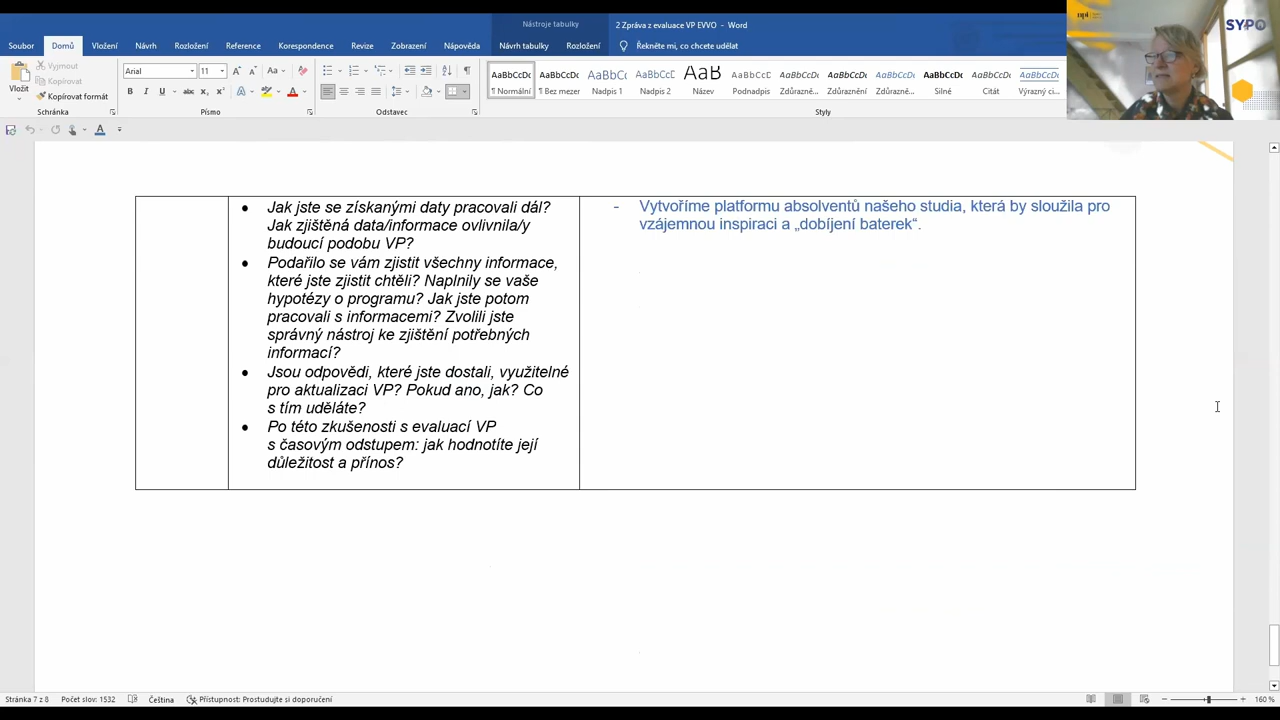 Nástroje tabulky
2 Zpráva z evaluace VP EVVO - Word
npi
SYPO
Soubor Domů Vložení Návrh Rozložení Reference Korespondence Revize Zobrazení Nápověda Návrh tabulky Rozložení Řekněte mi, co chcete udělat
Vyjmout
Kopírovat
Kopírovat formát
Vložit
Schránka
Arial 11
Písmo
Odstavec
AaBbCcDc AaBbCcDc AaBbCcD AaBbCcD AaB AaBbCcD AaBbCcDc AaBbCcDc AaBbCcDc AaBbCcDc AaBbCcDc AaBbCcDc
¶ Normální ¶ Bez mezer Nadpis 1 Nadpis 2 Název Podnadpis Zdůrazně... Zdůraznění Zdůrazně... Silné Citát Výrazný ci...
Styly
Jak jste se získanými daty pracovali dál?
Jak zjištěná data/informace ovlivnila/y
budoucí podobu VP?
Podařilo se vám zjistit všechny informace,
které jste zjistit chtěli? Naplnily se vaše
hypotézy o programu? Jak jste potom
pracovali s informacemi? Zvolili jste
správný nástroj ke zjištění potřebných
informací?
Jsou odpovědi, které jste dostali, využitelné
pro aktualizaci VP? Pokud ano, jak? Co
s tím uděláte?
Po této zkušenosti s evaluací VP
s časovým odstupem: jak hodnotíte její
důležitost a přínos?
- Vytvoříme platformu absolventů našeho studia, která by sloužila pro
vzájemnou inspiraci a „dobíjení baterek“.
Stránka 7 z 8 Počet slov: 1532 Čeština Přístupnost: Prostudujte si doporučení 160 %